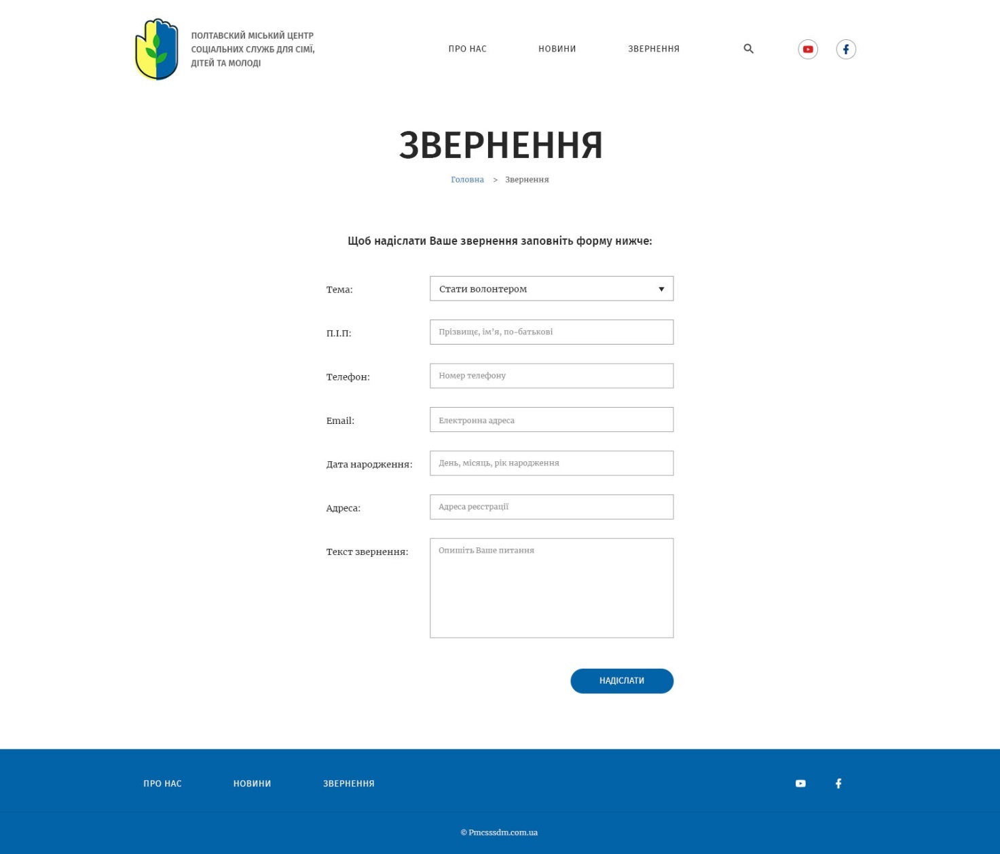 ПОЛТАВСКИЙ МІСЬКИЙ ЦЕНТР
СОЦІАЛЬНИХ СЛУЖБ ДЛЯ СІМЇ,
ДІТЕЙ ТА МОЛОДІ
ПРО НАС
НОВИНИ
ЗВЕРНЕННЯ
ЗВЕРНЕННЯ
Головна > Звернення
Щоб надіслати Ваше звернення заповніть форму нижче:
Тема:
Стати волонтером
П.І.П:
Прізвищє, ім'я, по-батькові
Телефон:
Номер телефону
Email:
Електронна адреса
Дата народження:
День, місяць, рік народження
Адреса:
Адреса реєстрації
Текст звернення:
Опишіть Ваше питання
НАДІСЛАТИ
ПРО НАС
НОВИНИ
ЗВЕРНЕННЯ
© Pmcsssdm.com.ua